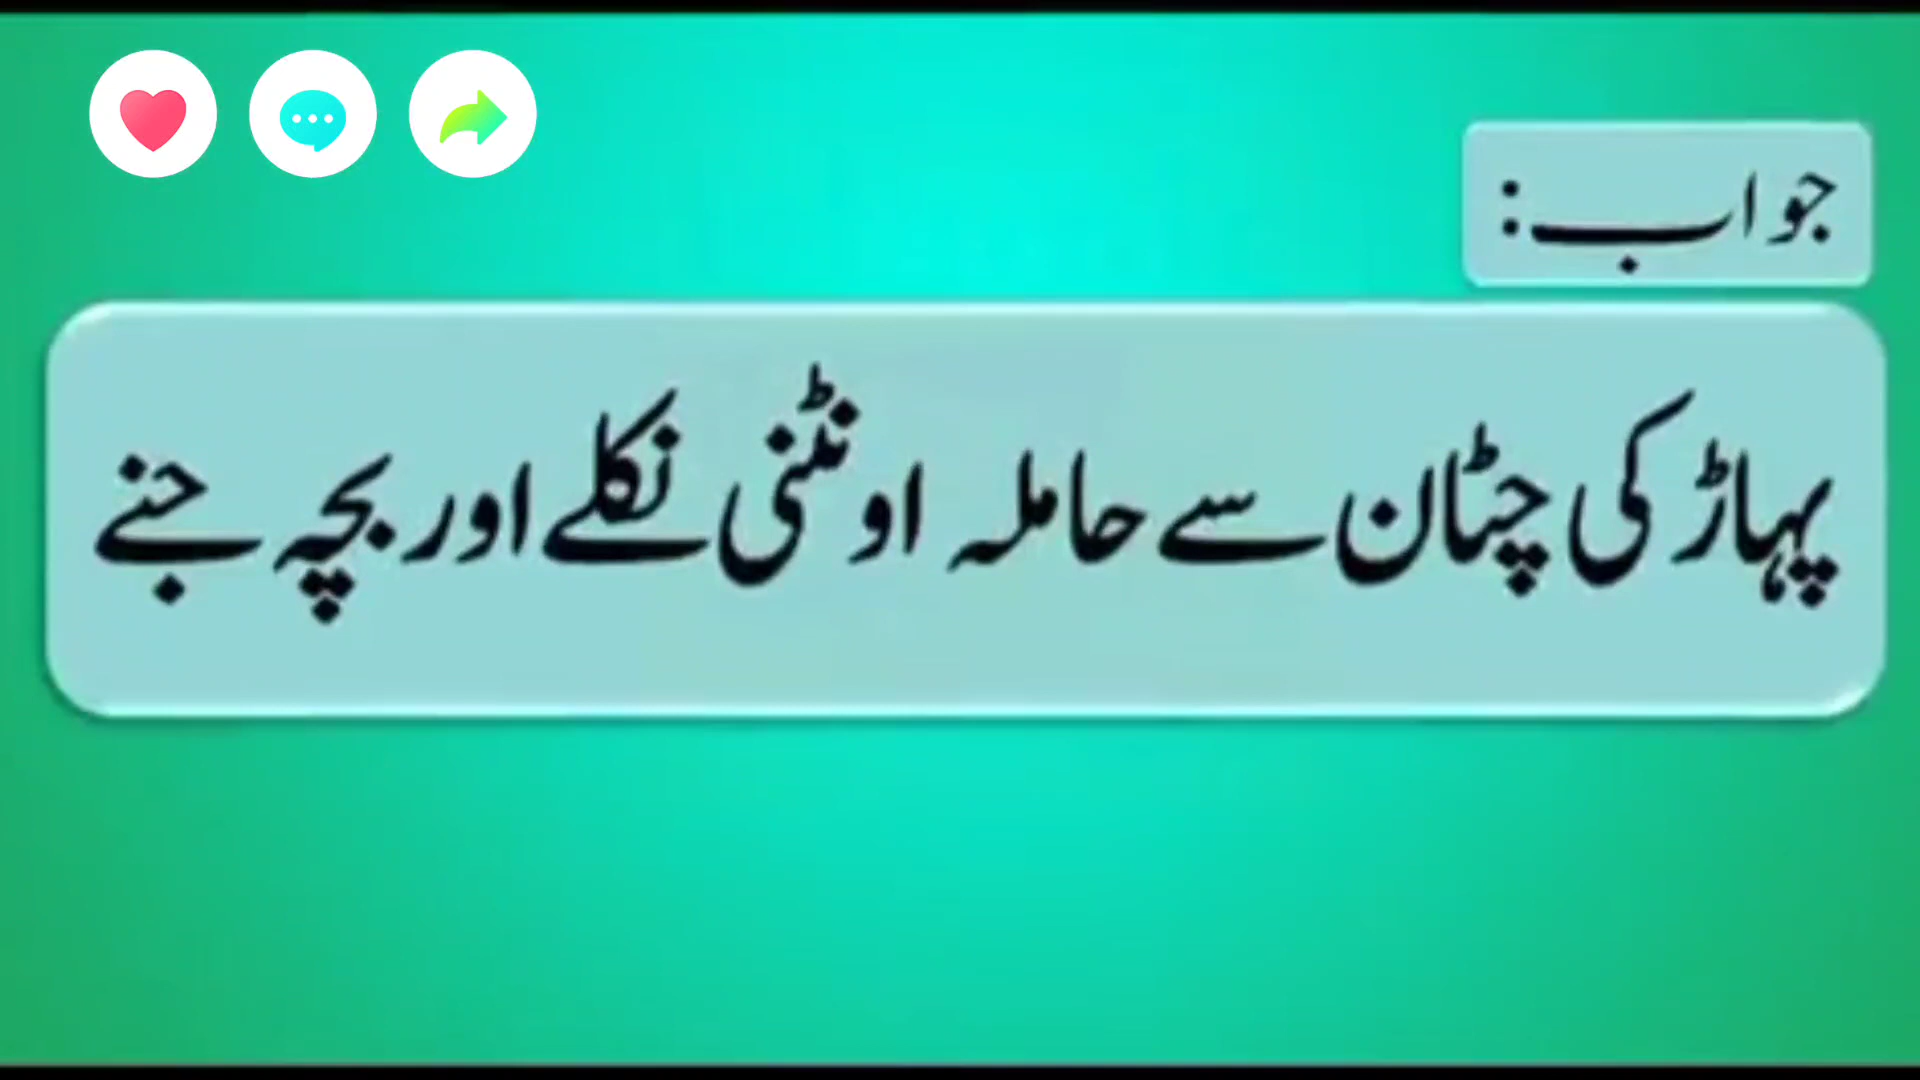 جواب:
پہاڑ کی چٹان سے حاملہ اونٹنی نکلے اور بچہ جنے